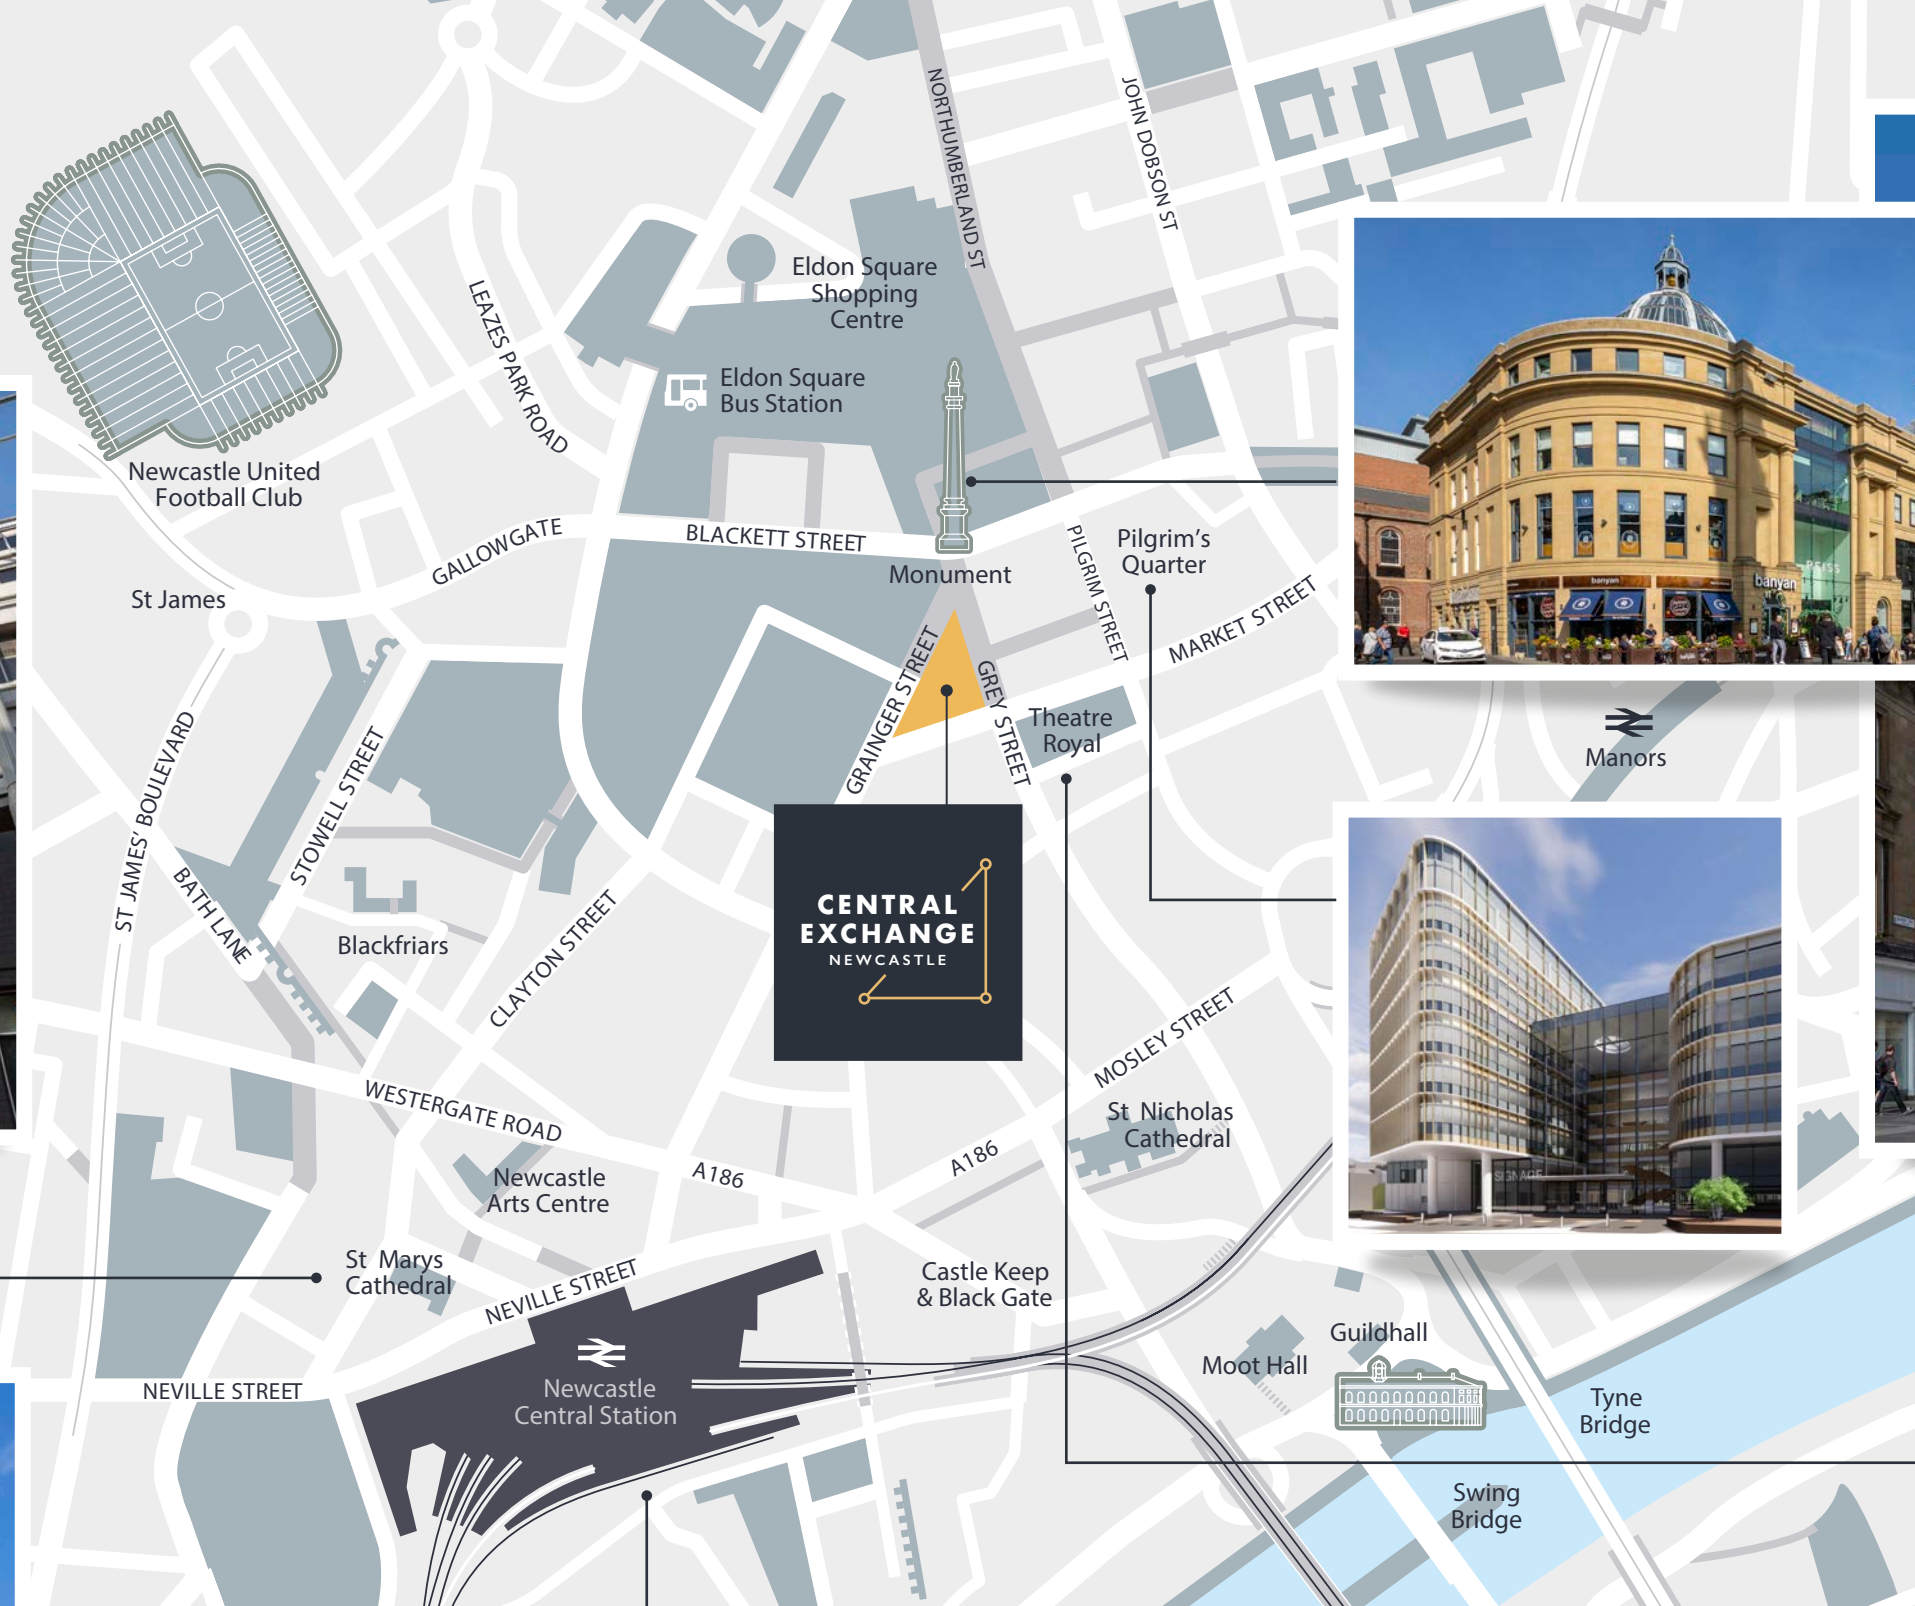 NORTHUMBERLAND ST
JOHN DOBSON ST
Eldon Square
Shopping
Centre
LEAZES PARK ROAD
Eldon Square
Bus Station
Newcastle United
Football Club
GALLOWGATE
BLACKETT STREET
Monument
PILGRIM STREET
Pilgrim's
Quarter
MARKET STREET
banyan
banyan
REISS
St James
GRAINGER STREET
GREY STREET
Theatre
Royal
Manors
ST JAMES' BOULEVARD
STOWELL STREET
BATH LANE
Blackfriars
CLAYTON STREET
CENTRAL
EXCHANGE
NEWCASTLE
MOSLEY STREET
WESTERGATE ROAD
St Nicholas
Cathedral
A186
A186
SIGNAGE
Newcastle
Arts Centre
St Marys
Cathedral
NEVILLE STREET
Castle Keep
& Black Gate
Guildhall
Moot Hall
NEVILLE STREET
Newcastle
Central Station
Tyne
Bridge
Swing
Bridge